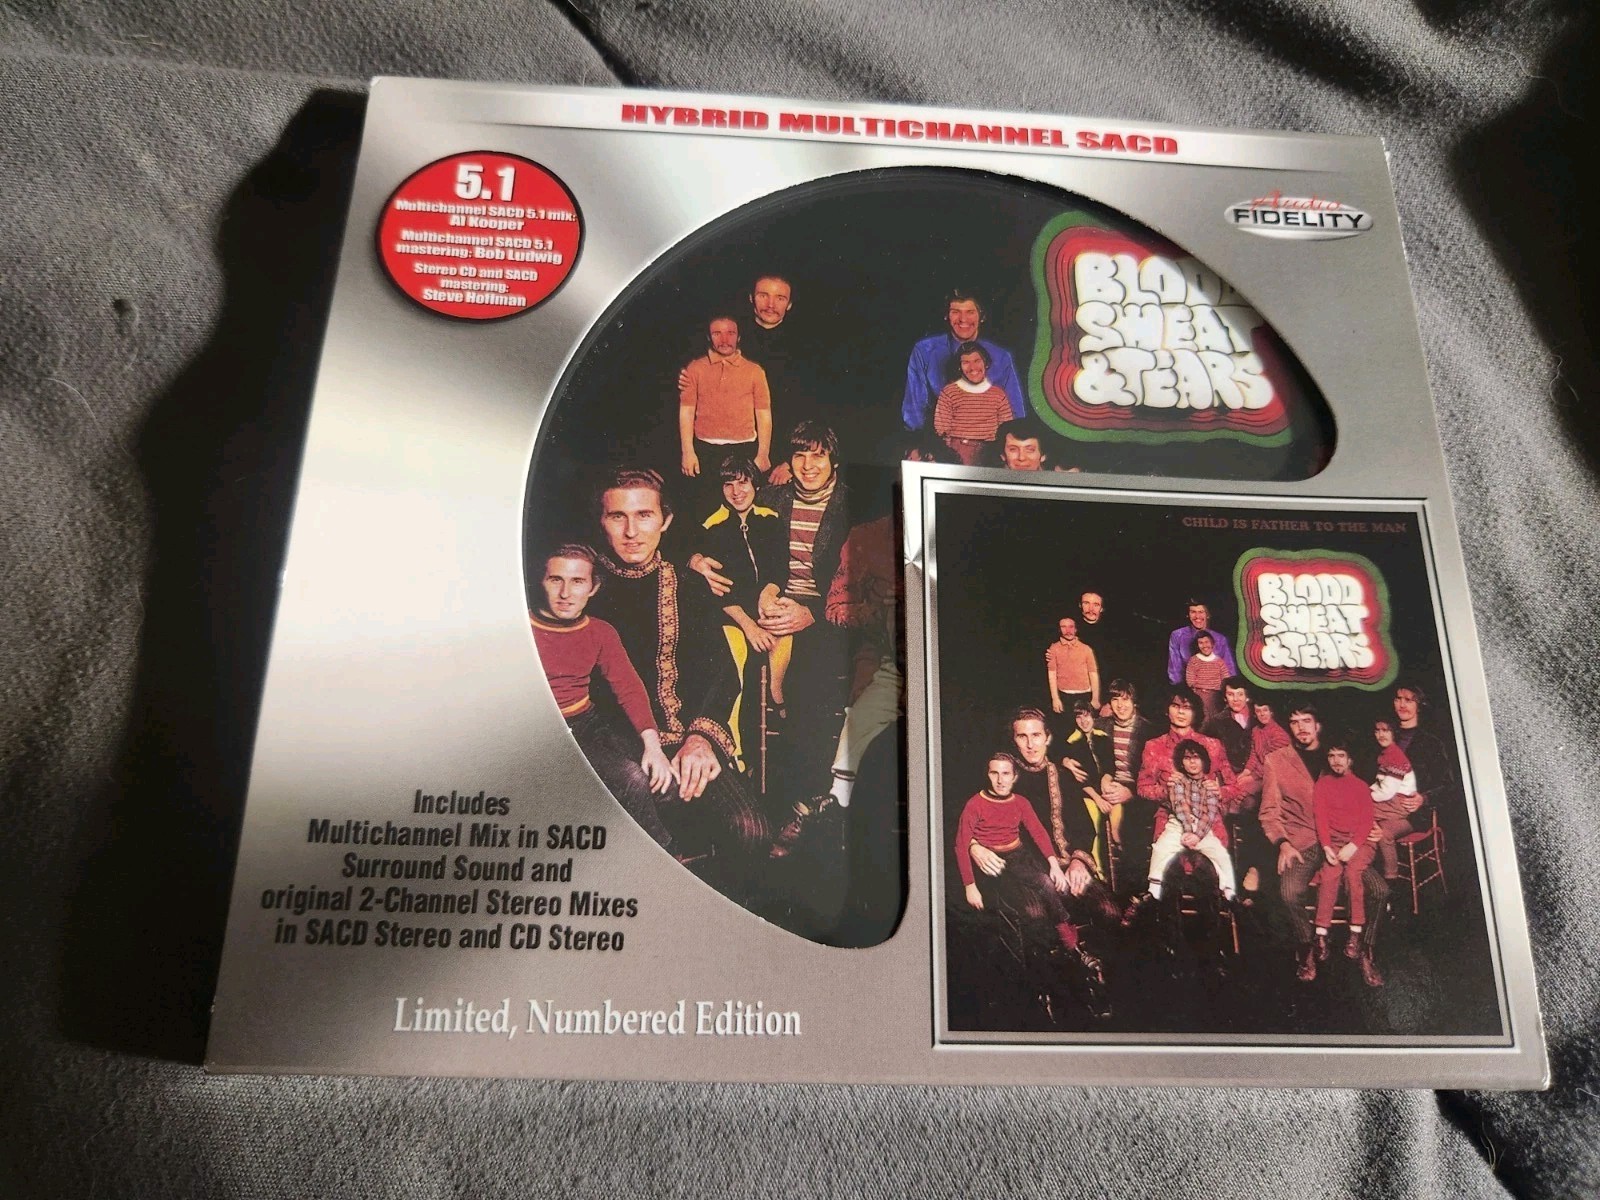 HYBRID MULTICHANNEL SACD
5.1
Multichannel SACD 5.1 mix:
Al Kooper
Multichannel SACD 5.1
mastering: Bob Ludwig
Stereo CD and SACD
mastering:
Steve Hoffman
Audio
FIDELITY
BLOOD
SWEAT
& TEARS
CHILD IS FATHER TO THE MAN
BLOOD
SWEAT
& TEARS
Includes
Multichannel Mix in SACD
Surround Sound and
original 2-Channel Stereo Mixes
in SACD Stereo and CD Stereo
Limited, Numbered Edition